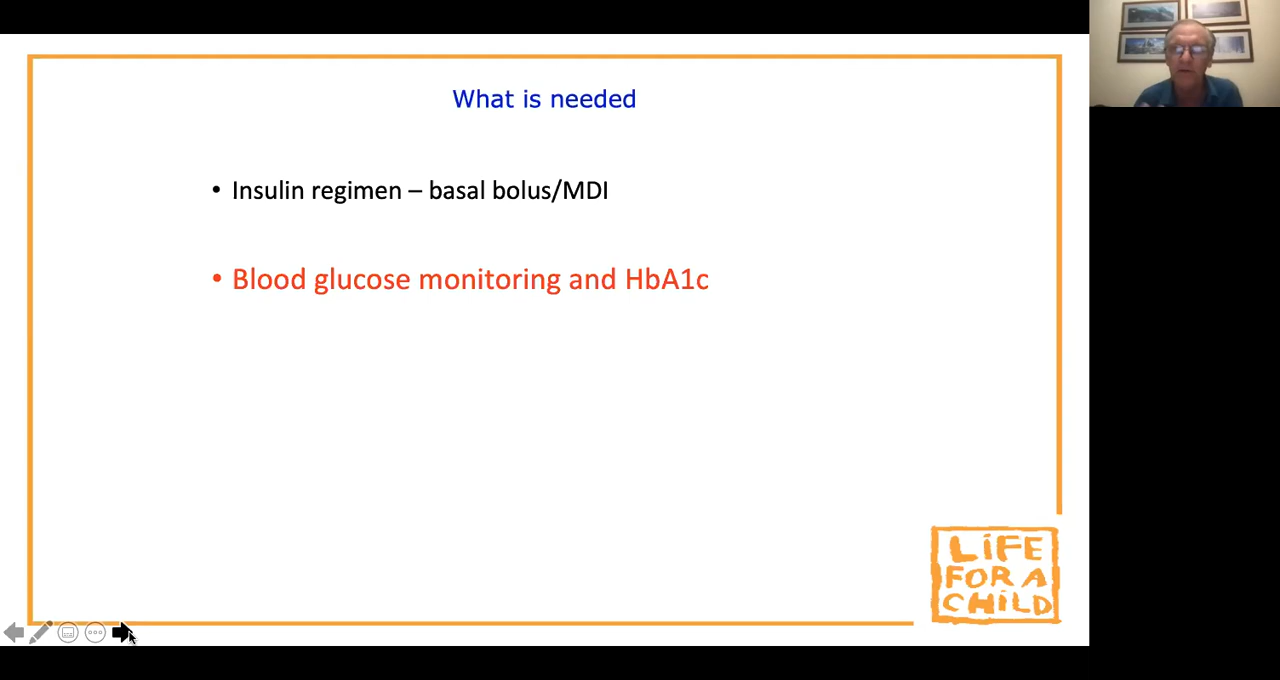 What is needed
• Insulin regimen – basal bolus/MDI
• Blood glucose monitoring and HbA1c
LiFE
FOR A
CHiLD